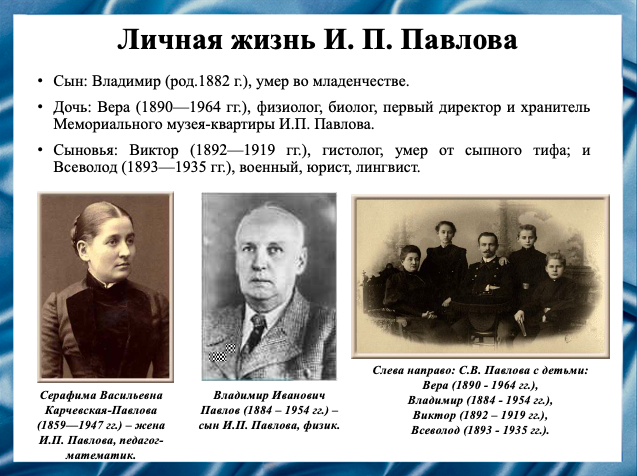 Личная жизнь И. П. Павлова
• Сын: Владимир (род.1882 г.), умер во младенчестве.
• Дочь: Вера (1890—1964 гг.), физиолог, биолог, первый директор и хранитель
Мемориального музея-квартиры И.П. Павлова.
• Сыновья: Виктор (1892—1919 гг.), гистолог, умер от сыпного тифа; и
Всеволод (1893—1935 гг.), военный, юрист, лингвист.
Серафима Васильевна
Карчевская-Павлова
(1859—1947 гг.) – жена
И.П. Павлова, педагог-
математик.
Владимир Иванович
Павлов (1884 – 1954 гг.) –
сын И.П. Павлова, физик.
Слева направо: С.В. Павлова с детьми:
Вера (1890 - 1964 гг.),
Владимир (1884 - 1954 гг.),
Виктор (1892 – 1919 гг.),
Всеволод (1893 - 1935 гг.).